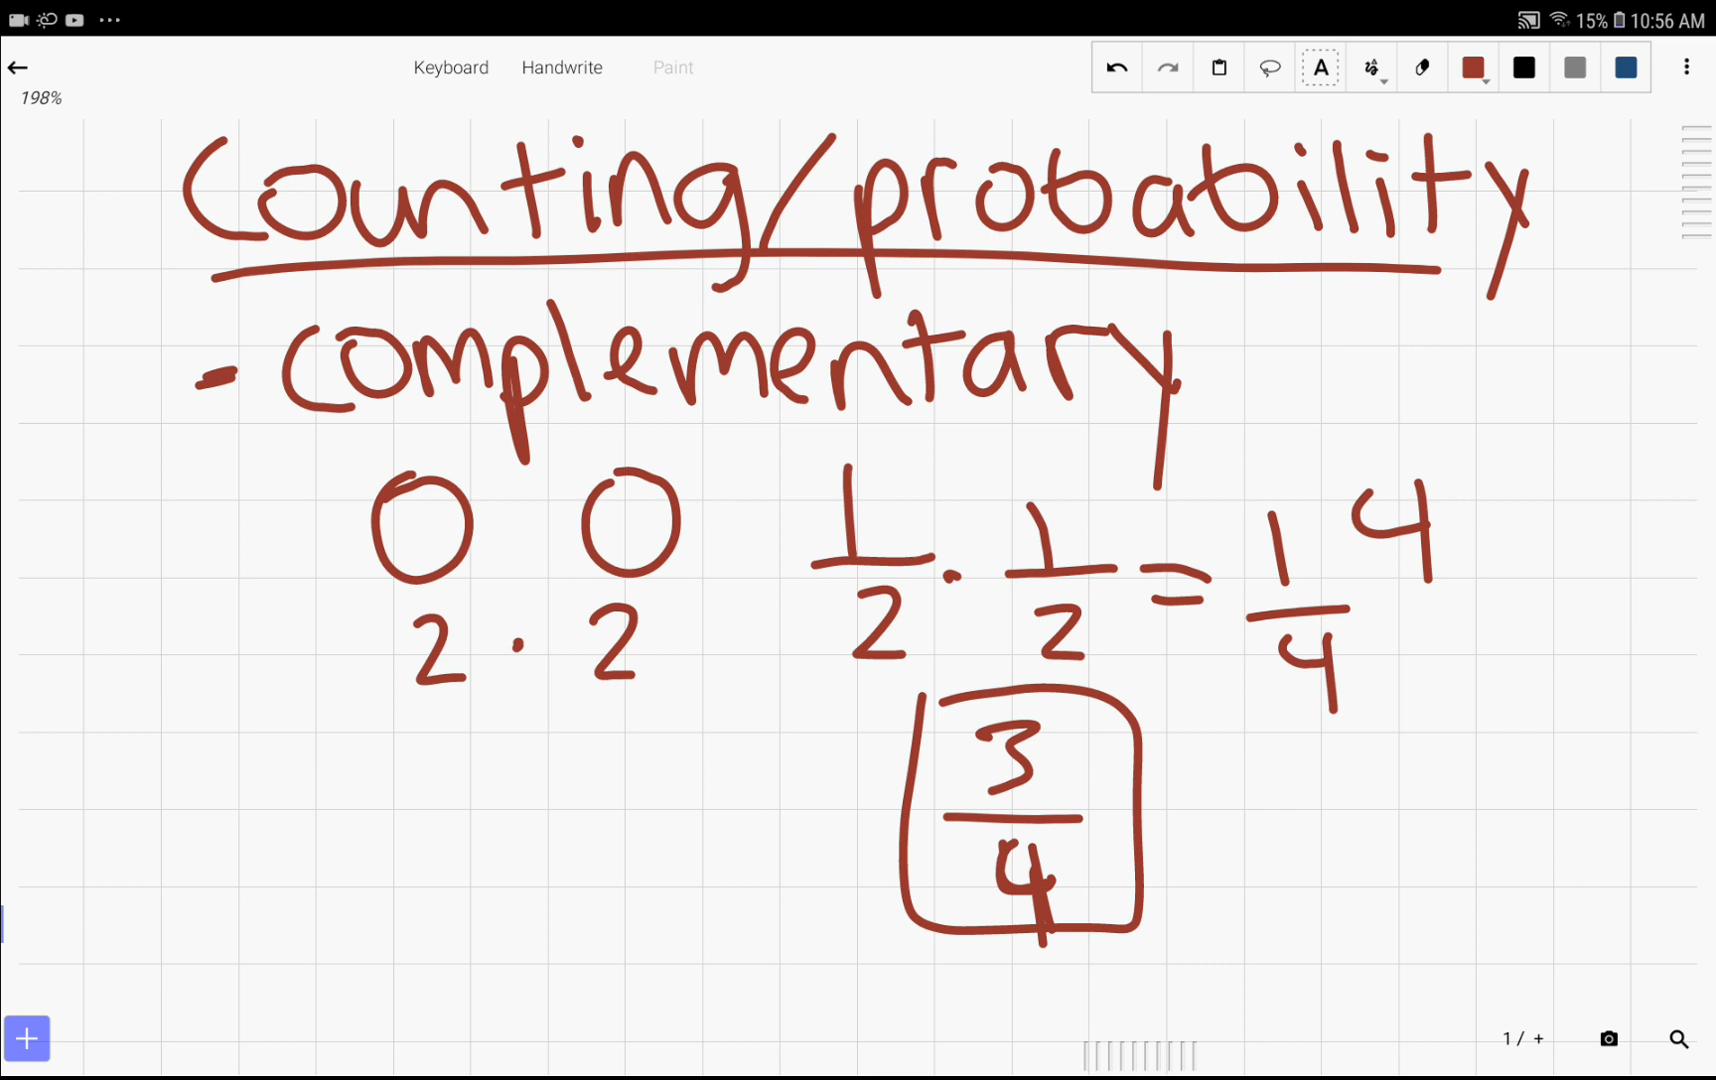 15% 10:56 AM
Keyboard Handwrite Paint A
198%
Counting/probability
- complementary
1/2 · 1/2 = 1/4 4
2 · 2
3/4
1 / +